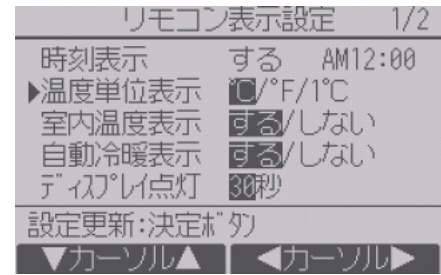 リモコン表示設定 1/2
時刻表示 する AM12:00
▶温度単位表示 ℃/°F/1℃
室内温度表示 する/しない
自動冷暖表示 する/しない
ディスプレイ点灯 30秒
設定更新:決定ボタン
▼カーソル▲ ◀カーソル▶